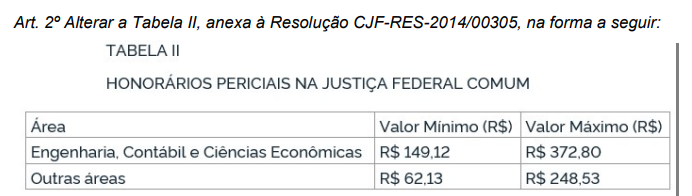 Art. 2º Alterar a Tabela II, anexa à Resolução CJF-RES-2014/00305, na forma a seguir:
TABELA II
HONORÁRIOS PERICIAIS NA JUSTIÇA FEDERAL COMUM
Área Valor Mínimo (R$) Valor Máximo (R$)
Engenharia, Contábil e Ciências Econômicas R$ 149,12 R$ 372,80
Outras áreas R$ 62,13 R$ 248,53